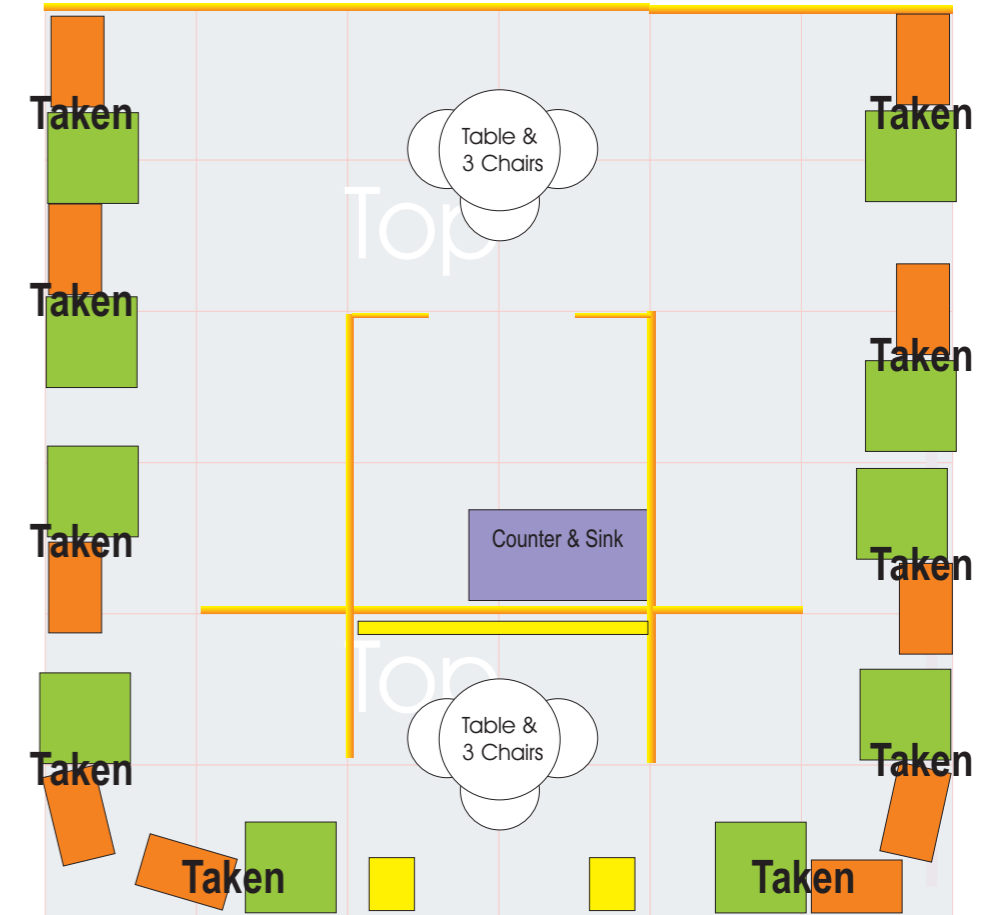 Taken
Taken
Table &
3 Chairs
Top
Taken
Taken
Taken
Counter & Sink
Taken
Top
Table &
3 Chairs
Taken
Taken
Taken
Taken